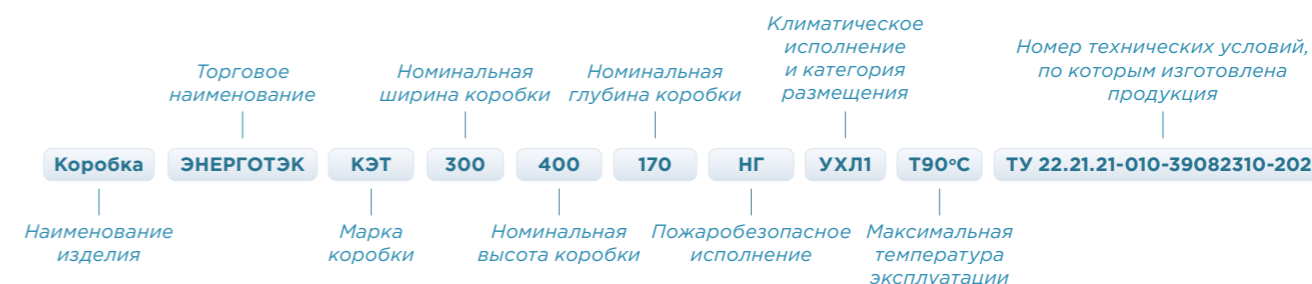 Климатическое
исполнение
и категория
размещения
Номер технических условий,
по которым изготовлена
продукция
Торговое
наименование
Номинальная
ширина коробки
Номинальная
глубина коробки
Коробка ЭНЕРГОТЭК КЭТ 300 400 170 НГ УХЛ1 Т90°С ТУ 22.21.21-010-39082310-202
Наименование
изделия
Марка
коробки
Номинальная
высота коробки
Пожаробезопасное
исполнение
Максимальная
температура
эксплуатации